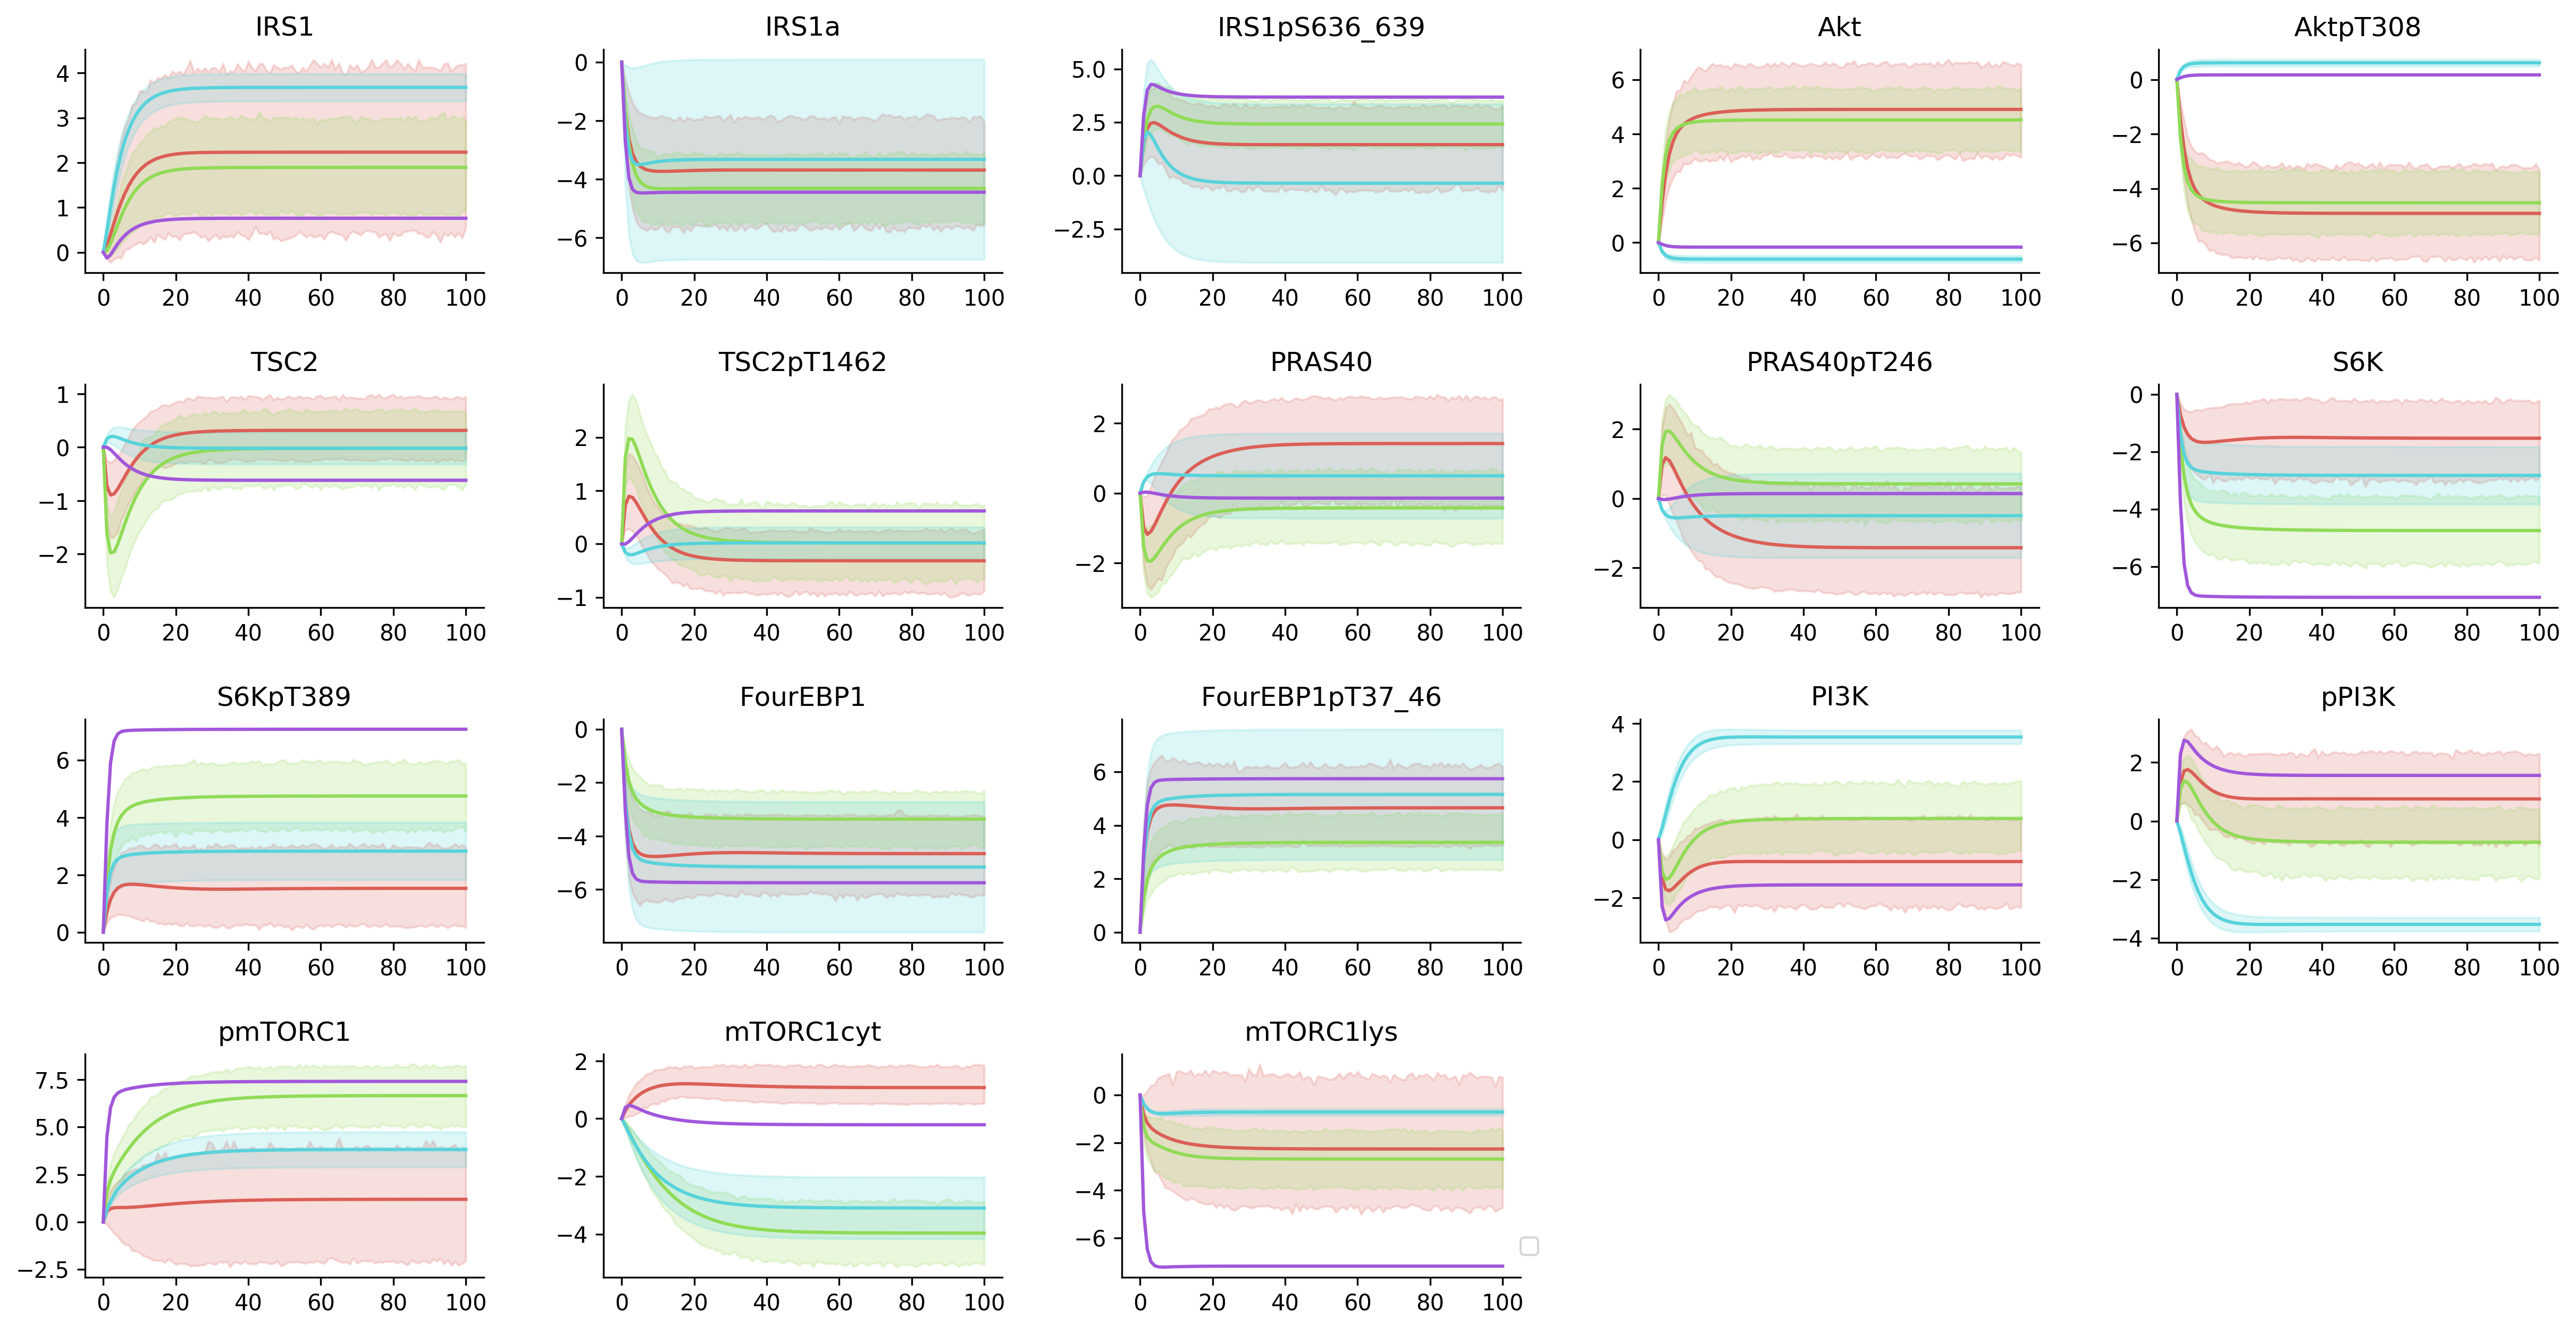 IRS1
IRS1a
IRS1pS636_639
Akt
AktpT308
4
3
2
1
0
0 20 40 60 80 100
0
−2
−4
−6
0 20 40 60 80 100
5.0
2.5
0.0
−2.5
0 20 40 60 80 100
6
4
2
0
0 20 40 60 80 100
0
−2
−4
−6
0 20 40 60 80 100
TSC2
TSC2pT1462
PRAS40
PRAS40pT246
S6K
1
0
−1
−2
0 20 40 60 80 100
2
1
0
−1
0 20 40 60 80 100
2
0
−2
0 20 40 60 80 100
2
0
−2
0 20 40 60 80 100
0
−2
−4
−6
0 20 40 60 80 100
S6KpT389
FourEBP1
FourEBP1pT37_46
PI3K
pPI3K
6
4
2
0
0 20 40 60 80 100
0
−2
−4
−6
0 20 40 60 80 100
6
4
2
0
0 20 40 60 80 100
4
2
0
−2
0 20 40 60 80 100
2
0
−2
−4
0 20 40 60 80 100
pmTORC1
mTORC1cyt
mTORC1lys
7.5
5.0
2.5
0.0
−2.5
0 20 40 60 80 100
2
0
−2
−4
0 20 40 60 80 100
0
−2
−4
−6
0 20 40 60 80 100